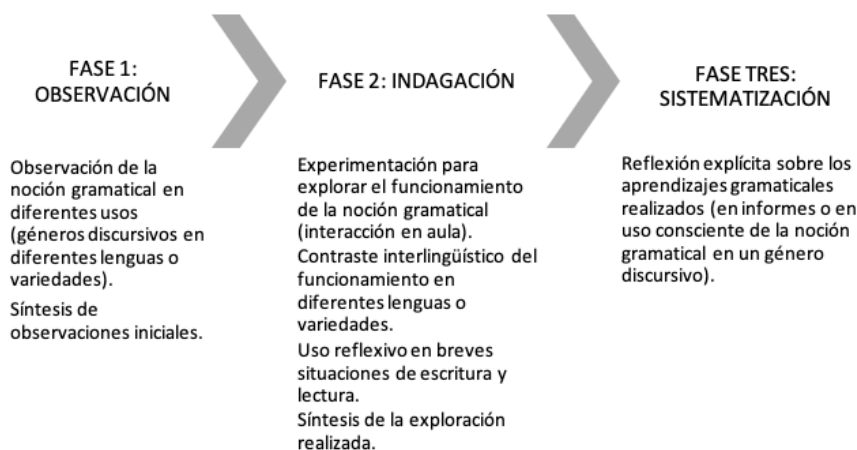 FASE 1:
OBSERVACIÓN
Observación de la
noción gramatical en
diferentes usos
(géneros discursivos en
diferentes lenguas o
variedades).
Síntesis de
observaciones iniciales.
FASE 2: INDAGACIÓN
Experimentación para
explorar el funcionamiento
de la noción gramatical
(interacción en aula).
Contraste interlingüístico del
funcionamiento en
diferentes lenguas o
variedades.
Uso reflexivo en breves
situaciones de escritura y
lectura.
Síntesis de la exploración
realizada.
FASE TRES:
SISTEMATIZACIÓN
Reflexión explícita sobre los
aprendizajes gramaticales
realizados (en informes o en
uso consciente de la noción
gramatical en un género
discursivo).